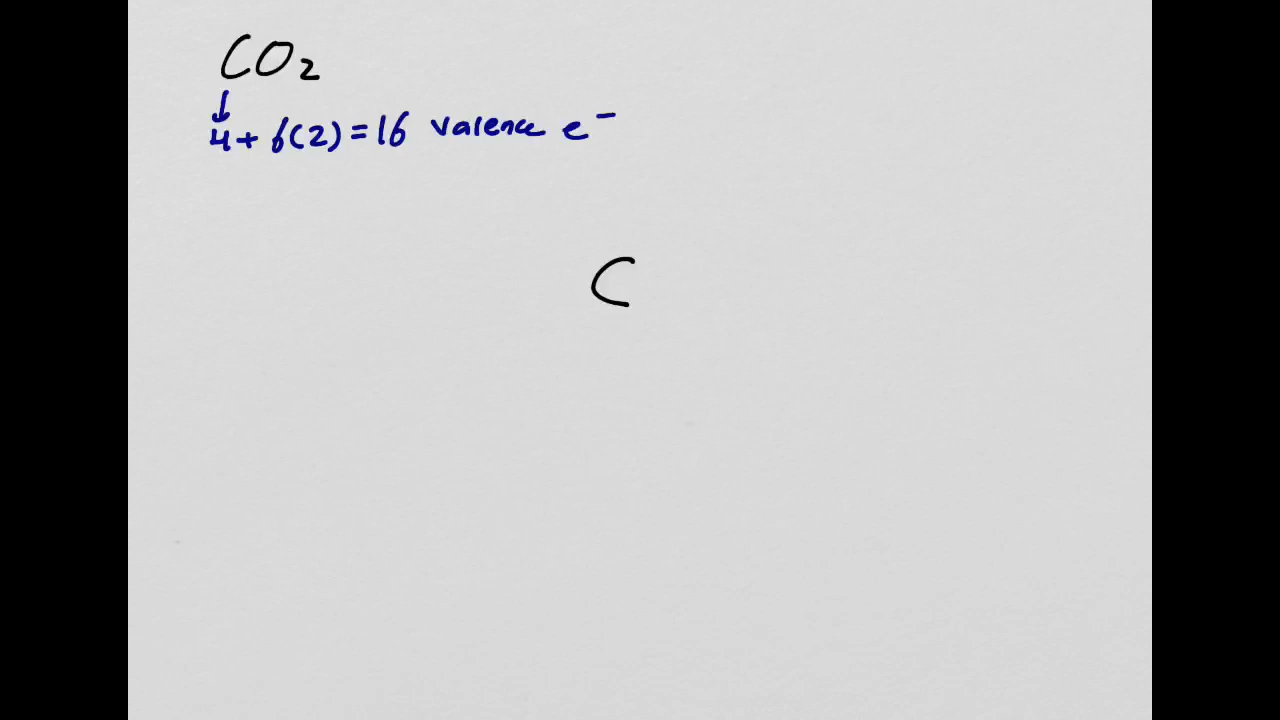 CO₂
4 + 6(2) = 16 valence e⁻
C